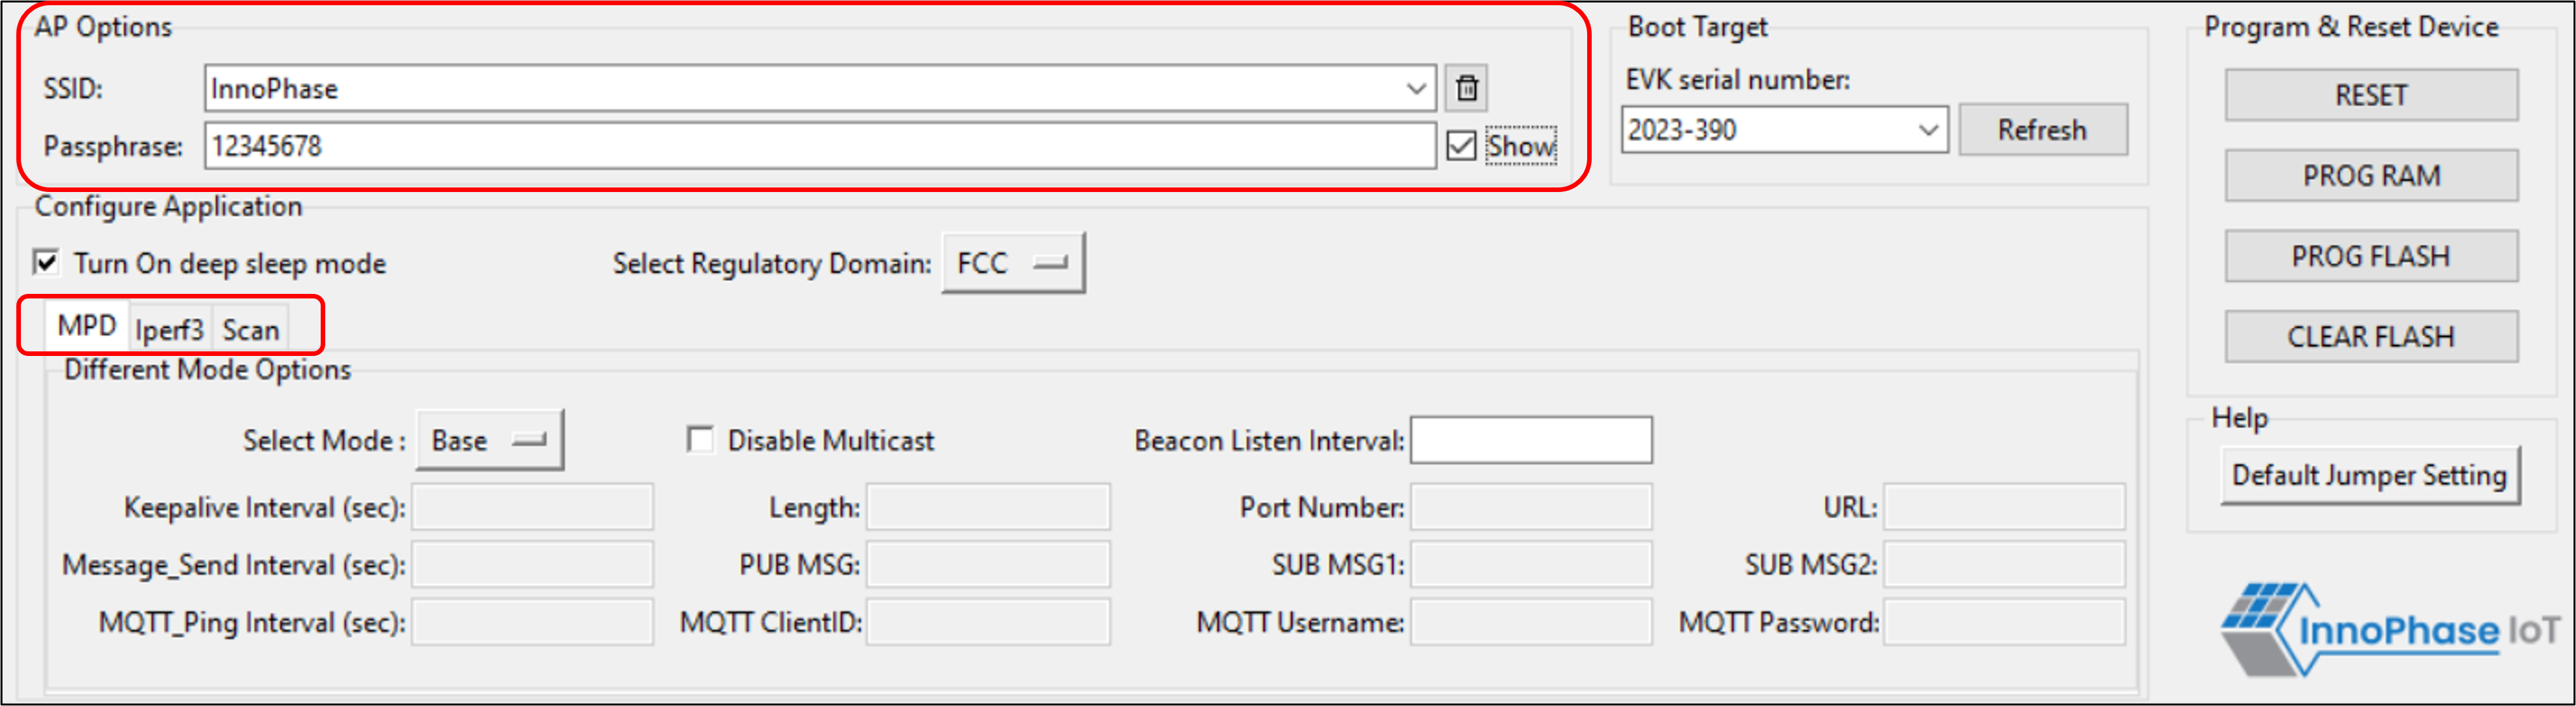 AP Options
SSID: InnoPhase
Passphrase: 12345678 Show
Boot Target
EVK serial number:
2023-390 Refresh
Program & Reset Device
RESET
PROG RAM
PROG FLASH
CLEAR FLASH
Configure Application
Turn On deep sleep mode Select Regulatory Domain: FCC
MPD Iperf3 Scan
Different Mode Options
Select Mode : Base Disable Multicast Beacon Listen Interval:
Keepalive Interval (sec): Length: Port Number: URL:
Message_Send Interval (sec): PUB MSG: SUB MSG1: SUB MSG2:
MQTT_Ping Interval (sec): MQTT ClientID: MQTT Username: MQTT Password:
Help
Default Jumper Setting
InnoPhase IoT